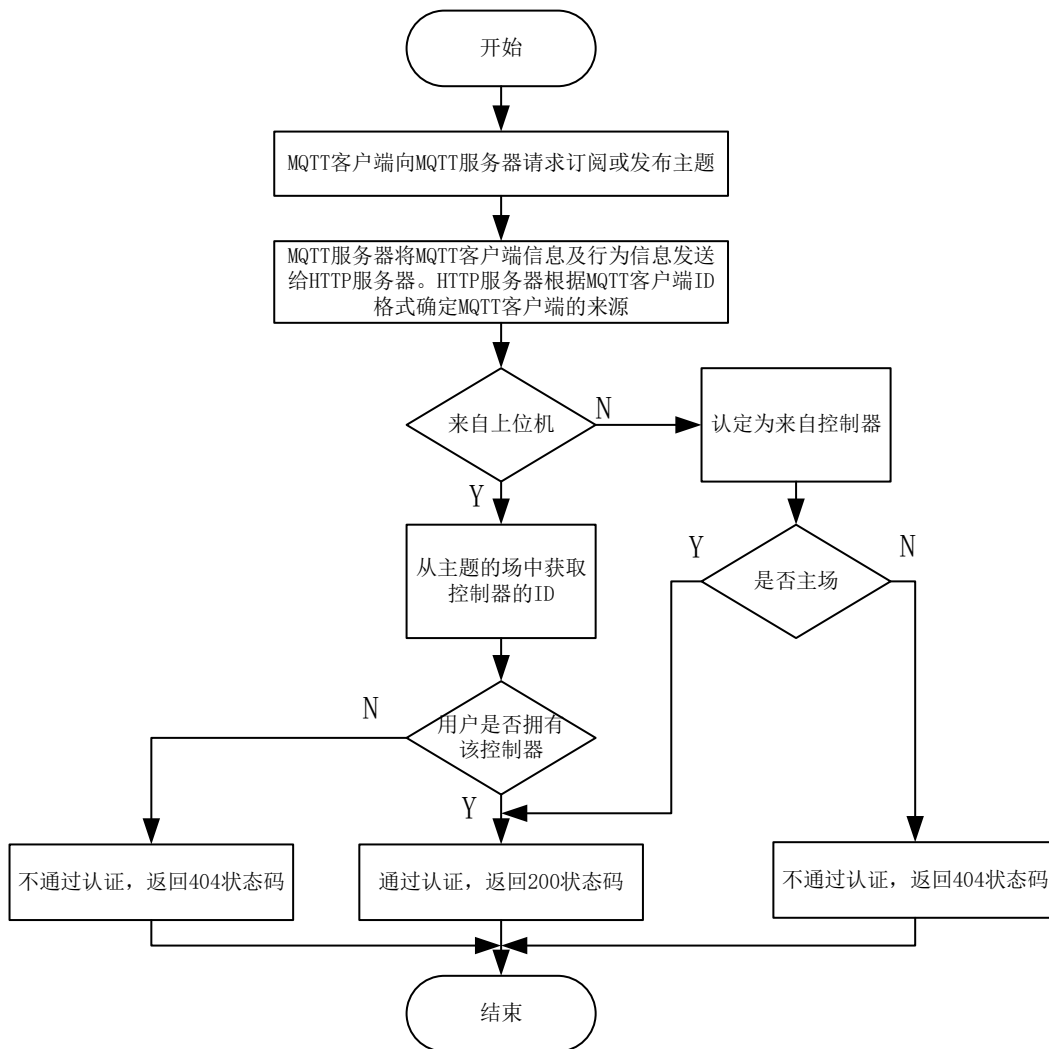 开始
MQTT客户端向MQTT服务器请求订阅或发布主题
MQTT服务器将MQTT客户端信息及行为信息发送
给HTTP服务器。HTTP服务器根据MQTT客户端ID
格式确定MQTT客户端的来源
来自上位机
N
认定为来自控制器
Y
从主题的场中获取
控制器的ID
Y
是否主场
N
N
用户是否拥有
该控制器
Y
不通过认证，返回404状态码
通过认证，返回200状态码
不通过认证，返回404状态码
结束